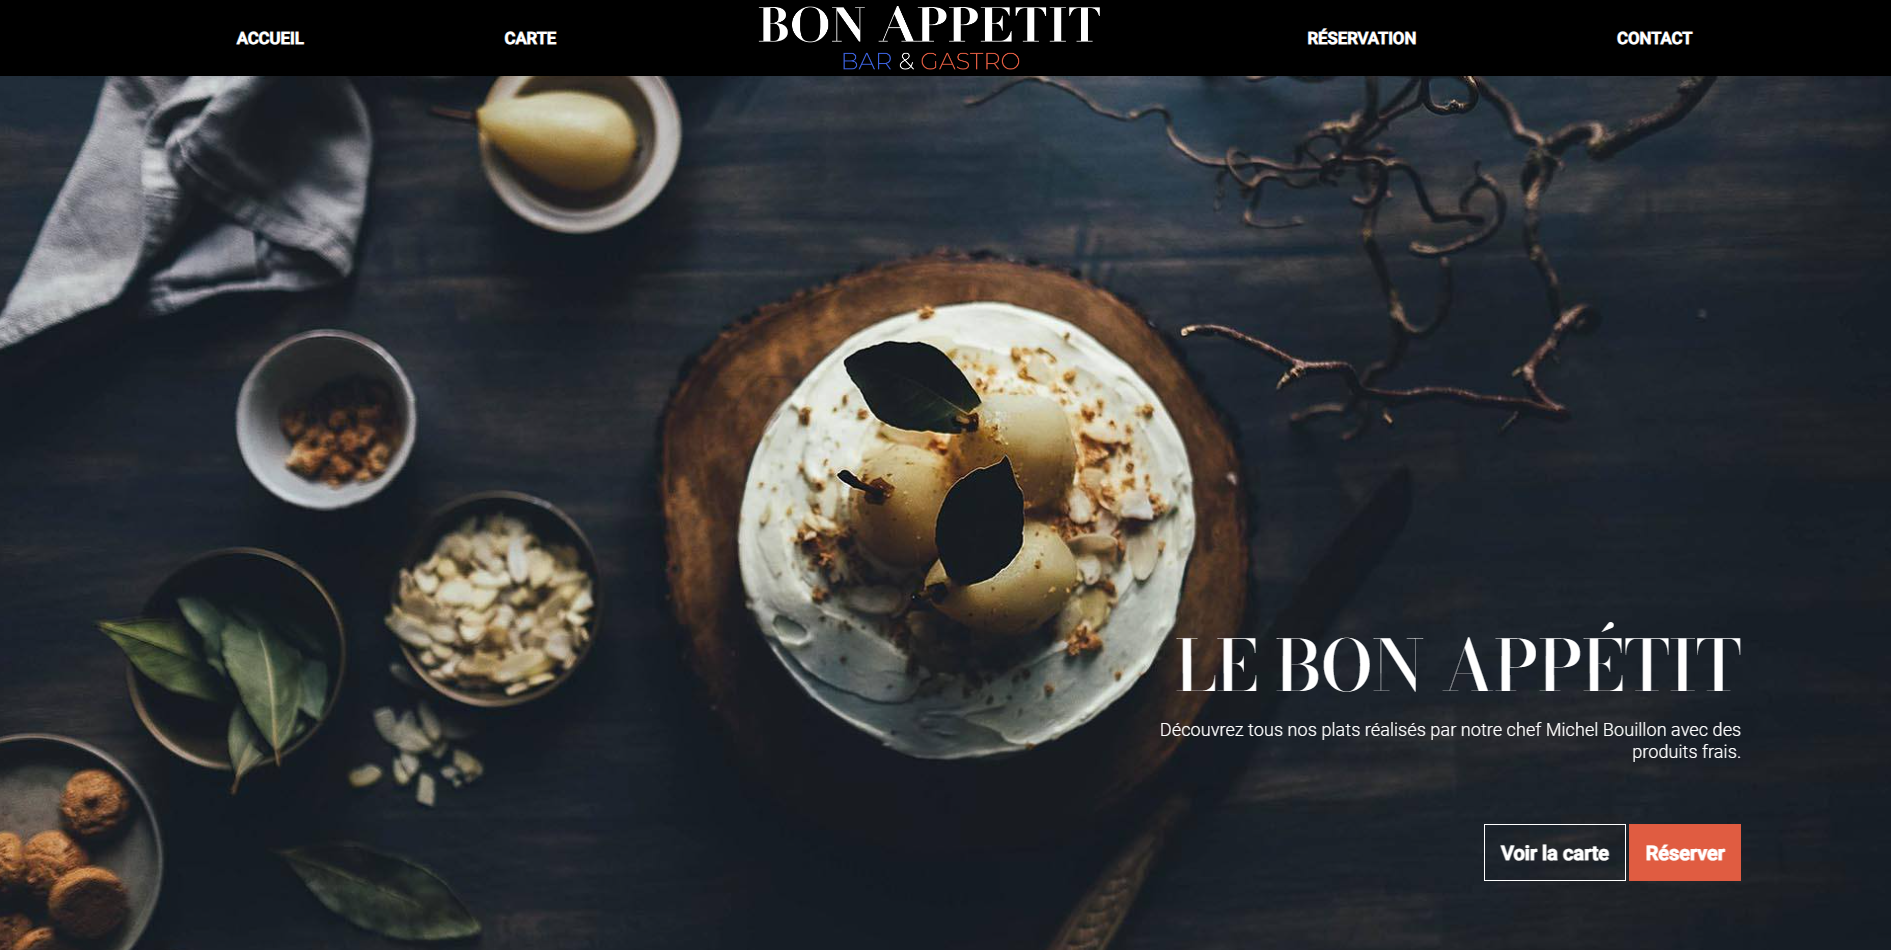 ACCUEIL
CARTE
BON APPETIT
BAR & GASTRO
RÉSERVATION
CONTACT
LE BON APPÉTIT
Découvrez tous nos plats réalisés par notre chef Michel Bouillon avec des
produits frais.
Voir la carte
Réserver